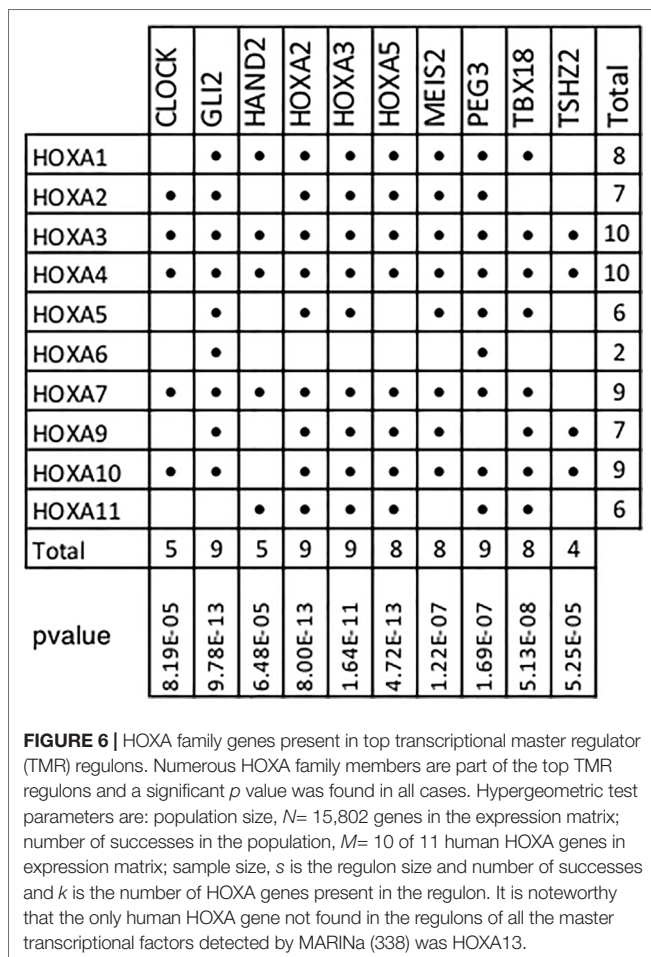 CLOCK GLI2 HAND2 HOXA2 HOXA3 HOXA5 MEIS2 PEG3 TBX18 TSHZ2 Total
HOXA1 • • • • • • • • 8
HOXA2 • • • • • • • 7
HOXA3 • • • • • • • • • • 10
HOXA4 • • • • • • • • • • 10
HOXA5 • • • • • • 6
HOXA6 • • 2
HOXA7 • • • • • • • • • 9
HOXA9 • • • • • • • 7
HOXA10 • • • • • • • • • 9
HOXA11 • • • • • • 6
Total 5 9 5 9 9 8 8 9 8 4
pvalue 8.19E-05 9.78E-13 6.48E-05 8.00E-13 1.64E-11 4.72E-13 1.22E-07 1.69E-07 5.13E-08 5.25E-05
FIGURE 6 | HOXA family genes present in top transcriptional master regulator
(TMR) regulons. Numerous HOXA family members are part of the top TMR
regulons and a significant p value was found in all cases. Hypergeometric test
parameters are: population size, N= 15,802 genes in the expression matrix;
number of successes in the population, M= 10 of 11 human HOXA genes in
expression matrix; sample size, s is the regulon size and number of successes
and k is the number of HOXA genes present in the regulon. It is noteworthy
that the only human HOXA gene not found in the regulons of all the master
transcriptional factors detected by MARINa (338) was HOXA13.